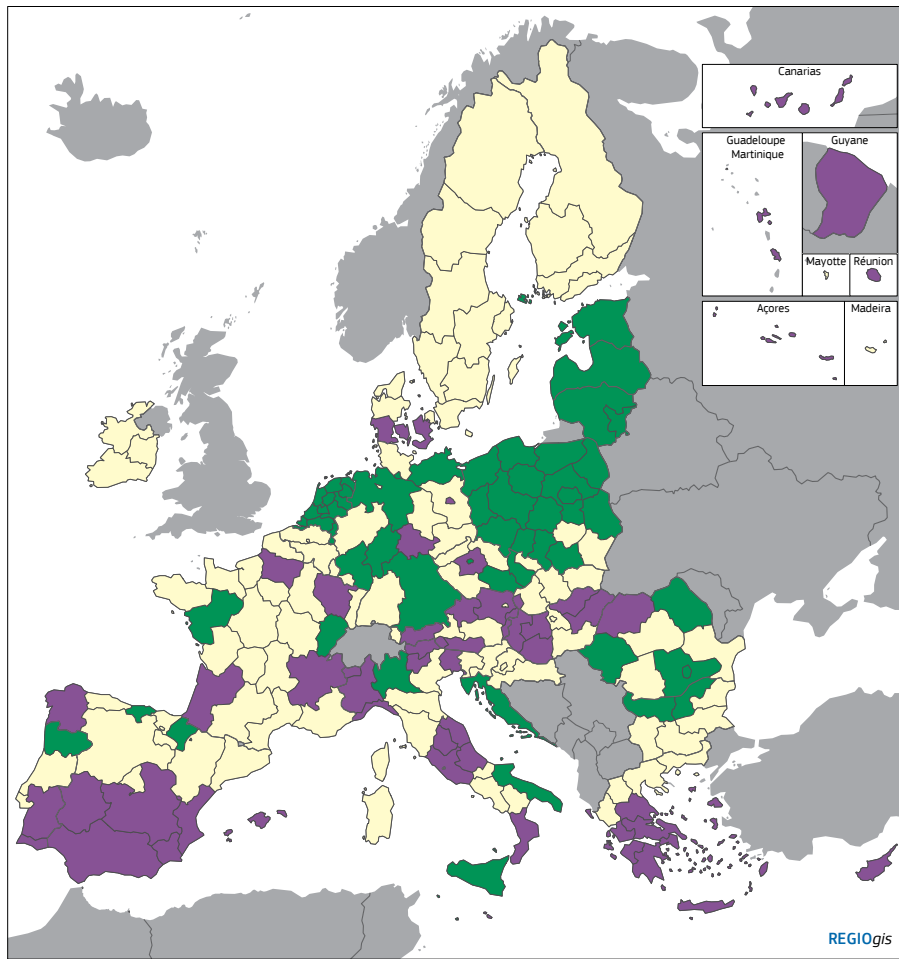 Canarias
Guadeloupe
Martinique
Guyane
Mayotte
Réunion
Açores
Madeira
REGIOgis